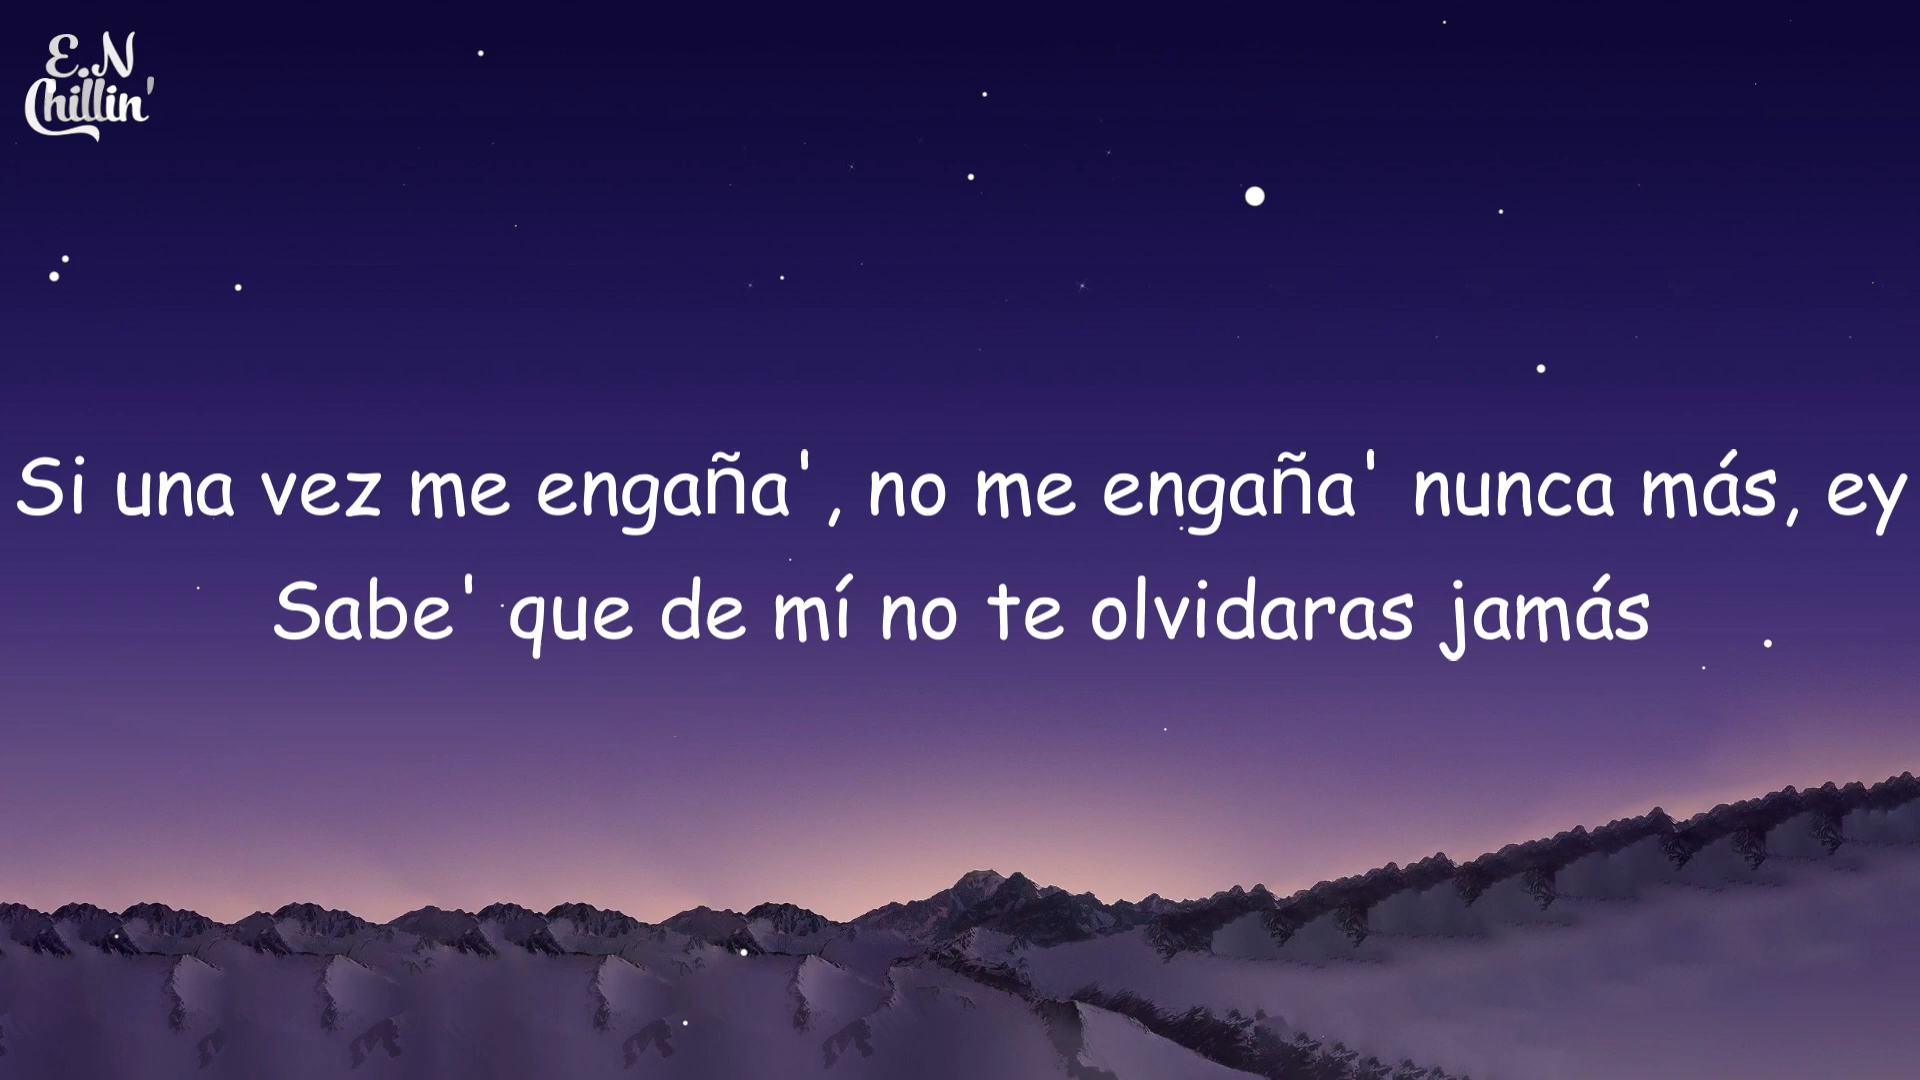 E.N
Chillin'
Si una vez me engaña', no me engaña' nunca más, ey
Sabe' que de mí no te olvidaras jamás